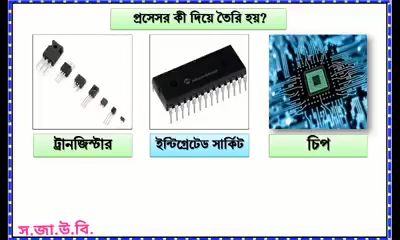 প্রসেসর কী দিয়ে তৈরি হয়?
ট্রানজিস্টার
ইন্টিগ্রেটেড সার্কিট
চিপ
স.জা.উ.বি.